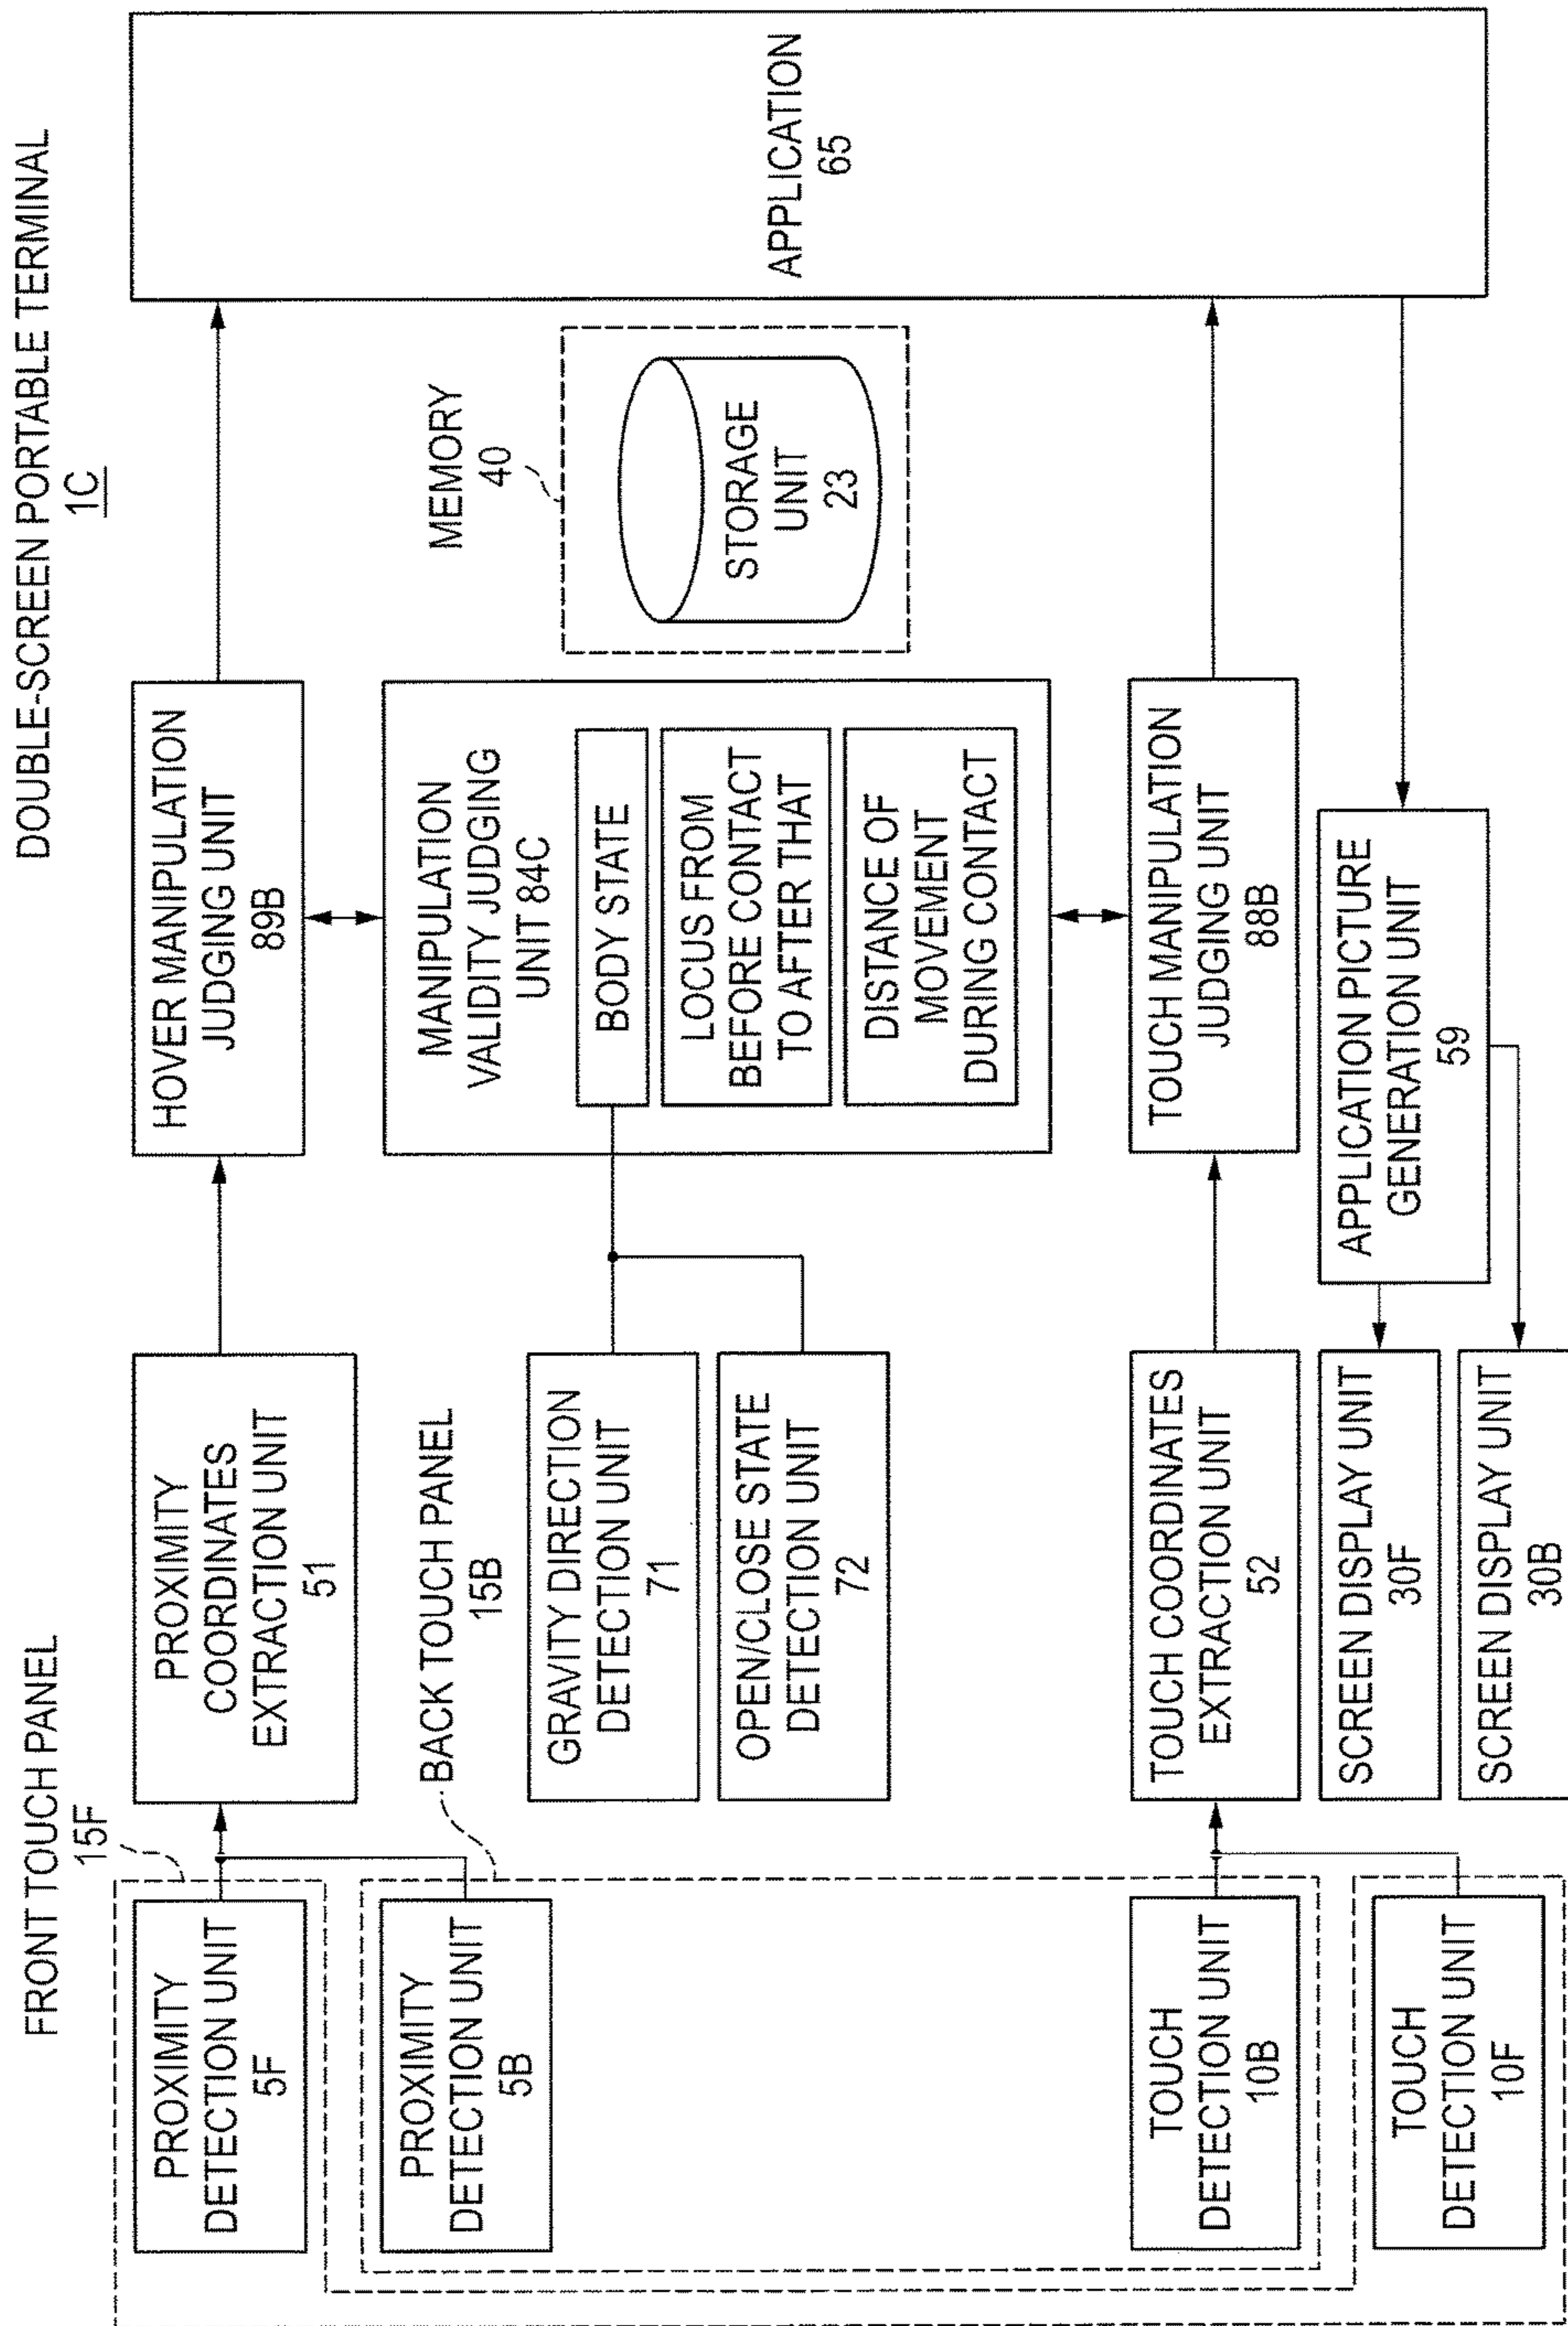 DOUBLE-SCREEN PORTABLE TERMINAL
1C
FRONT TOUCH PANEL
15F
PROXIMITY
DETECTION UNIT
5F
PROXIMITY
COORDINATES
EXTRACTION UNIT
51
HOVER MANIPULATION
JUDGING UNIT
89B
APPLICATION
65
BACK TOUCH PANEL
15B
PROXIMITY
DETECTION UNIT
5B
GRAVITY DIRECTION
DETECTION UNIT
71
OPEN/CLOSE STATE
DETECTION UNIT
72
MANIPULATION
VALIDITY JUDGING
UNIT 84C
BODY STATE
LOCUS FROM
BEFORE CONTACT
TO AFTER THAT
DISTANCE OF
MOVEMENT
DURING CONTACT
MEMORY
40
STORAGE
UNIT
23
TOUCH
DETECTION UNIT
10B
TOUCH COORDINATES
EXTRACTION UNIT
52
TOUCH MANIPULATION
JUDGING UNIT
88B
TOUCH
DETECTION UNIT
10F
SCREEN DISPLAY UNIT
30F
SCREEN DISPLAY UNIT
30B
APPLICATION PICTURE
GENERATION UNIT
59